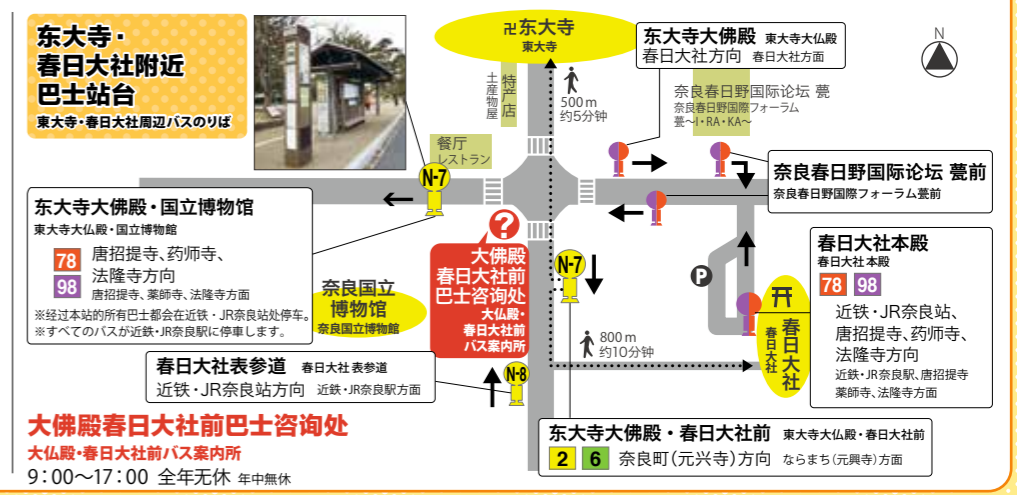 东大寺・
春日大社附近
巴士站台
東大寺・春日大社周辺バスのりば
卍东大寺
東大寺
特产店
土産物屋
500m
约5分钟
东大寺大佛殿 東大寺大仏殿
春日大社方向 春日大社方面
奈良春日野国际论坛 甍
奈良春日野国際フォーラム
甍〜I・RA・KA〜
N
餐厅
レストラン
N-7
奈良春日野国际论坛 甍前
奈良春日野国際フォーラム甍前
东大寺大佛殿・国立博物馆
東大寺大仏殿・国立博物館
78
98
唐招提寺、药师寺、
法隆寺方向
唐招提寺、薬師寺、法隆寺方面
※经过本站的所有巴士都会在近铁・JR奈良站处停车。
※すべてのバスが近鉄・JR奈良駅に停車します。
奈良国立
博物馆
奈良国立博物館
?
大佛殿
春日大社前
巴士咨询处
大仏殿・
春日大社前
バス案内所
N-7
P
春日大社
春日大社
春日大社本殿
春日大社本殿
78 98
近铁・JR奈良站、
唐招提寺、药师寺、
法隆寺方向
近鉄・JR奈良駅、唐招提寺
薬師寺、法隆寺方面
800m
约10分钟
春日大社表参道 春日大社表参道
近铁・JR奈良站方向 近鉄・JR奈良駅方面
N-8
大佛殿春日大社前巴士咨询处
大仏殿・春日大社前バス案内所
9:00〜17:00 全年无休 年中無休
东大寺大佛殿・春日大社前 東大寺大仏殿・春日大社前
2 6 奈良町(元兴寺)方向 ならまち(元興寺)方面